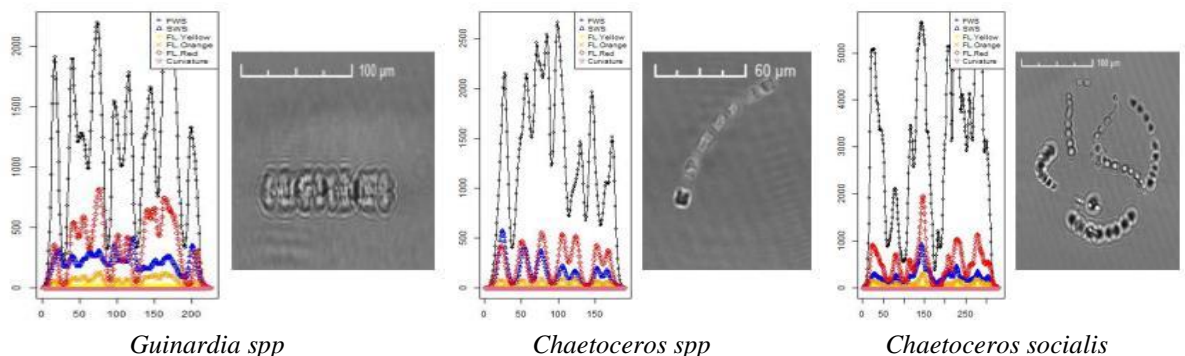 FWS
SWS
FL.Yellow
FL.Orange
FL.Red
Curvature
2000
1500
1000
500
0
0 50 100 150 200
100 µm
Guinardia spp
FWS
SWS
FL.Yellow
FL.Orange
FL.Red
Curvature
2500
2000
1500
1000
500
0
0 50 100 150
60 µm
Chaetoceros spp
FWS
SWS
FL.Yellow
FL.Orange
FL.Red
Curvature
5000
4000
3000
2000
1000
0
0 50 150 250
100 µm
Chaetoceros socialis